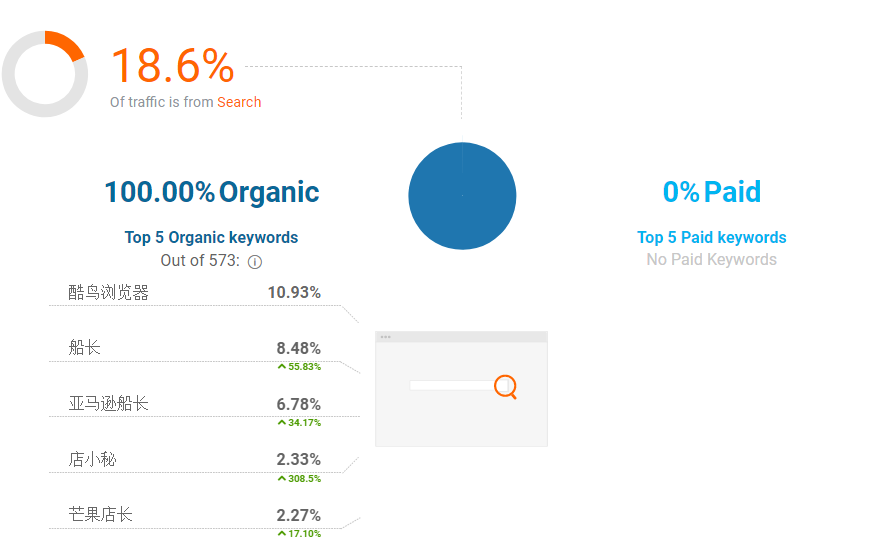 18.6%
Of traffic is from Search
100.00% Organic
0% Paid
Top 5 Organic keywords
Top 5 Paid keywords
Out of 573:
No Paid Keywords
酷鸟浏览器 10.93%
船长 8.48%
55.83%
亚马逊船长 6.78%
34.17%
店小秘 2.33%
308.5%
芒果店长 2.27%
17.10%